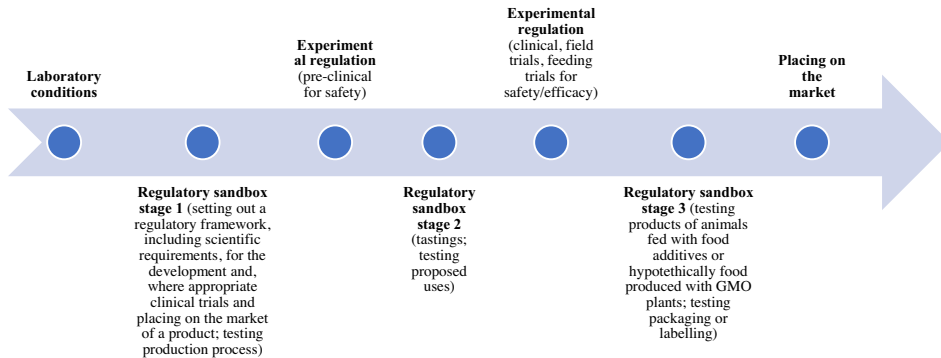 Laboratory
conditions
Regulatory sandbox
stage 1 (setting out a
regulatory framework,
including scientific
requirements, for the
development and,
where appropriate
clinical trials and
placing on the market
of a product; testing
production process)
Experiment
al regulation
(pre-clinical
for safety)
Regulatory
sandbox
stage 2
(tastings;
testing
proposed
uses)
Experimental
regulation
(clinical, field
trials, feeding
trials for
safety/efficacy)
Regulatory sandbox
stage 3 (testing
products of animals
fed with food
additives or
hypotethically food
produced with GMO
plants; testing
packaging or
labelling)
Placing on
the
market